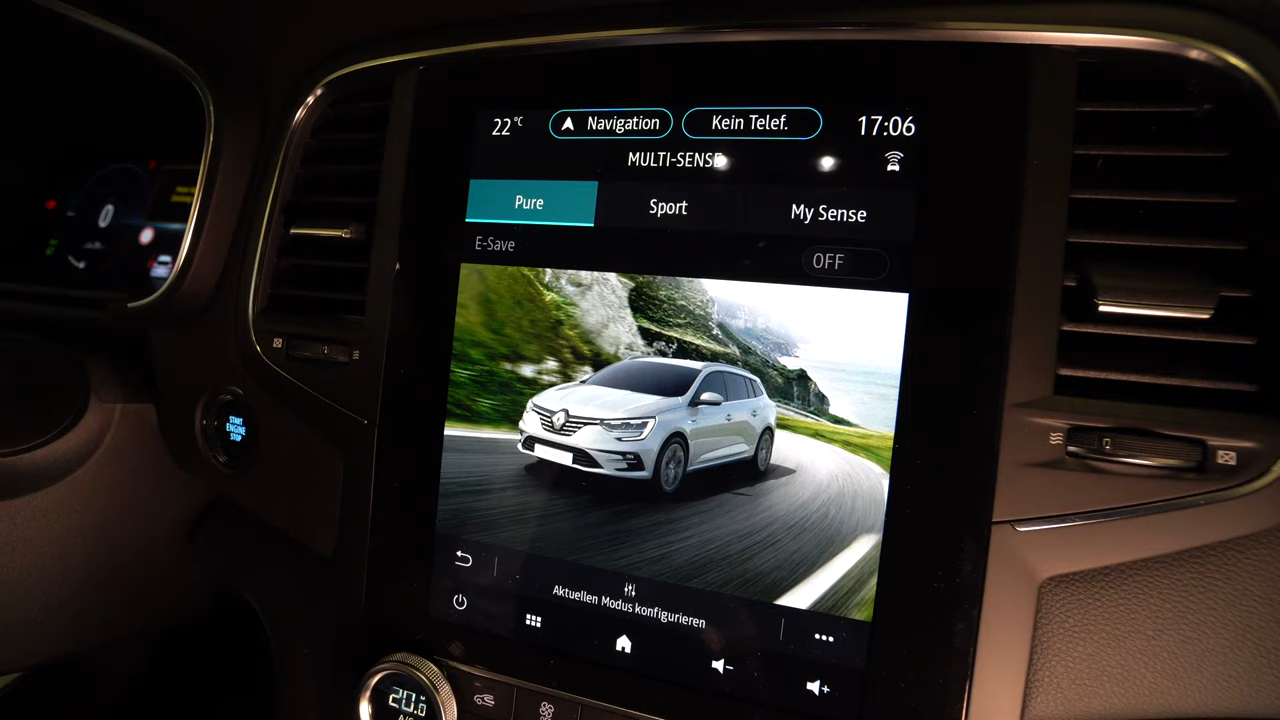 22 °C
Navigation
Kein Telef.
17:06
MULTI-SENSE
Pure
Sport
My Sense
E-Save
OFF
START
ENGINE
STOP
Aktuellen Modus konfigurieren
20.0
A/C
0